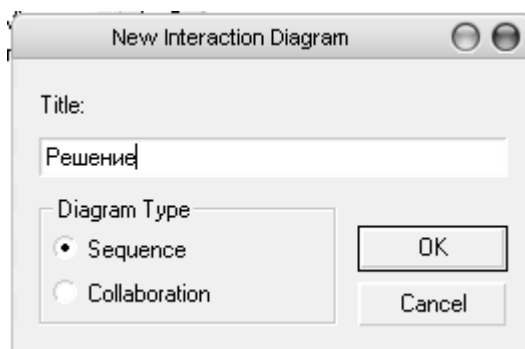 New Interaction Diagram
Title:
Решение
Diagram Type
Sequence
OK
Collaboration
Cancel